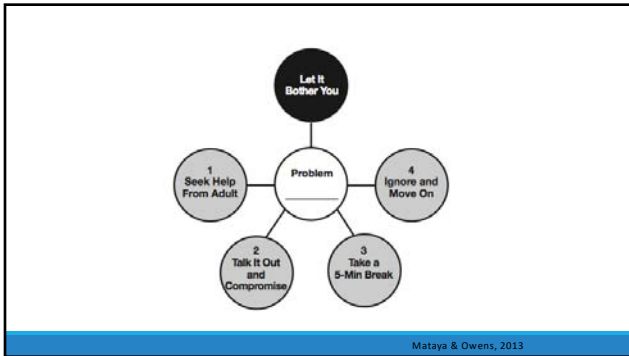 Let It
Bother You
1
Seek Help
From Adult
Problem
4
Ignore and
Move On
2
Talk It Out
and
Compromise
3
Take a
5-Min Break
Mataya & Owens, 2013